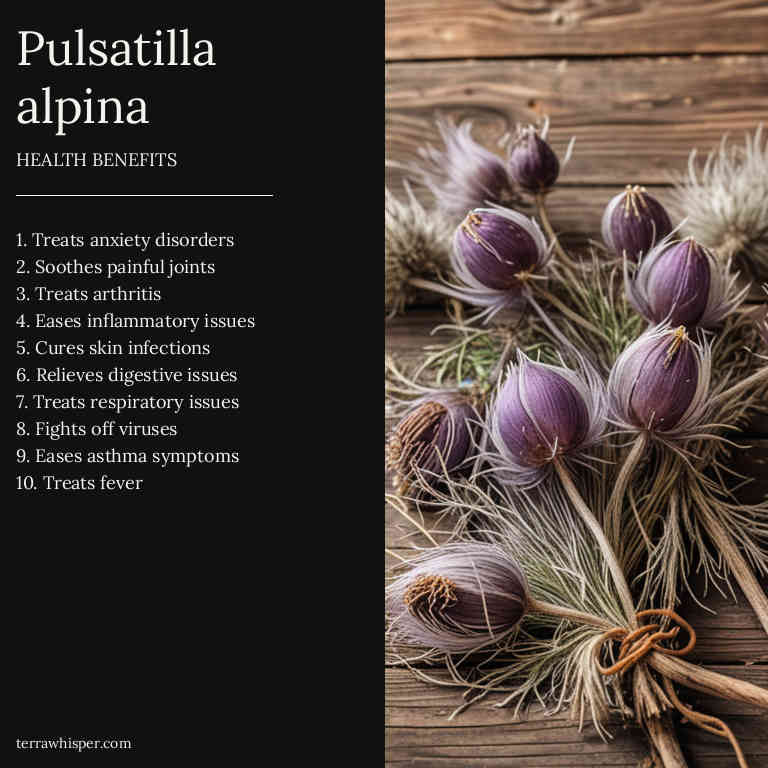 Pulsatilla
alpina
HEALTH BENEFITS
1. Treats anxiety disorders
2. Soothes painful joints
3. Treats arthritis
4. Eases inflammatory issues
5. Cures skin infections
6. Relieves digestive issues
7. Treats respiratory issues
8. Fights off viruses
9. Eases asthma symptoms
10. Treats fever
terrawhisper.com